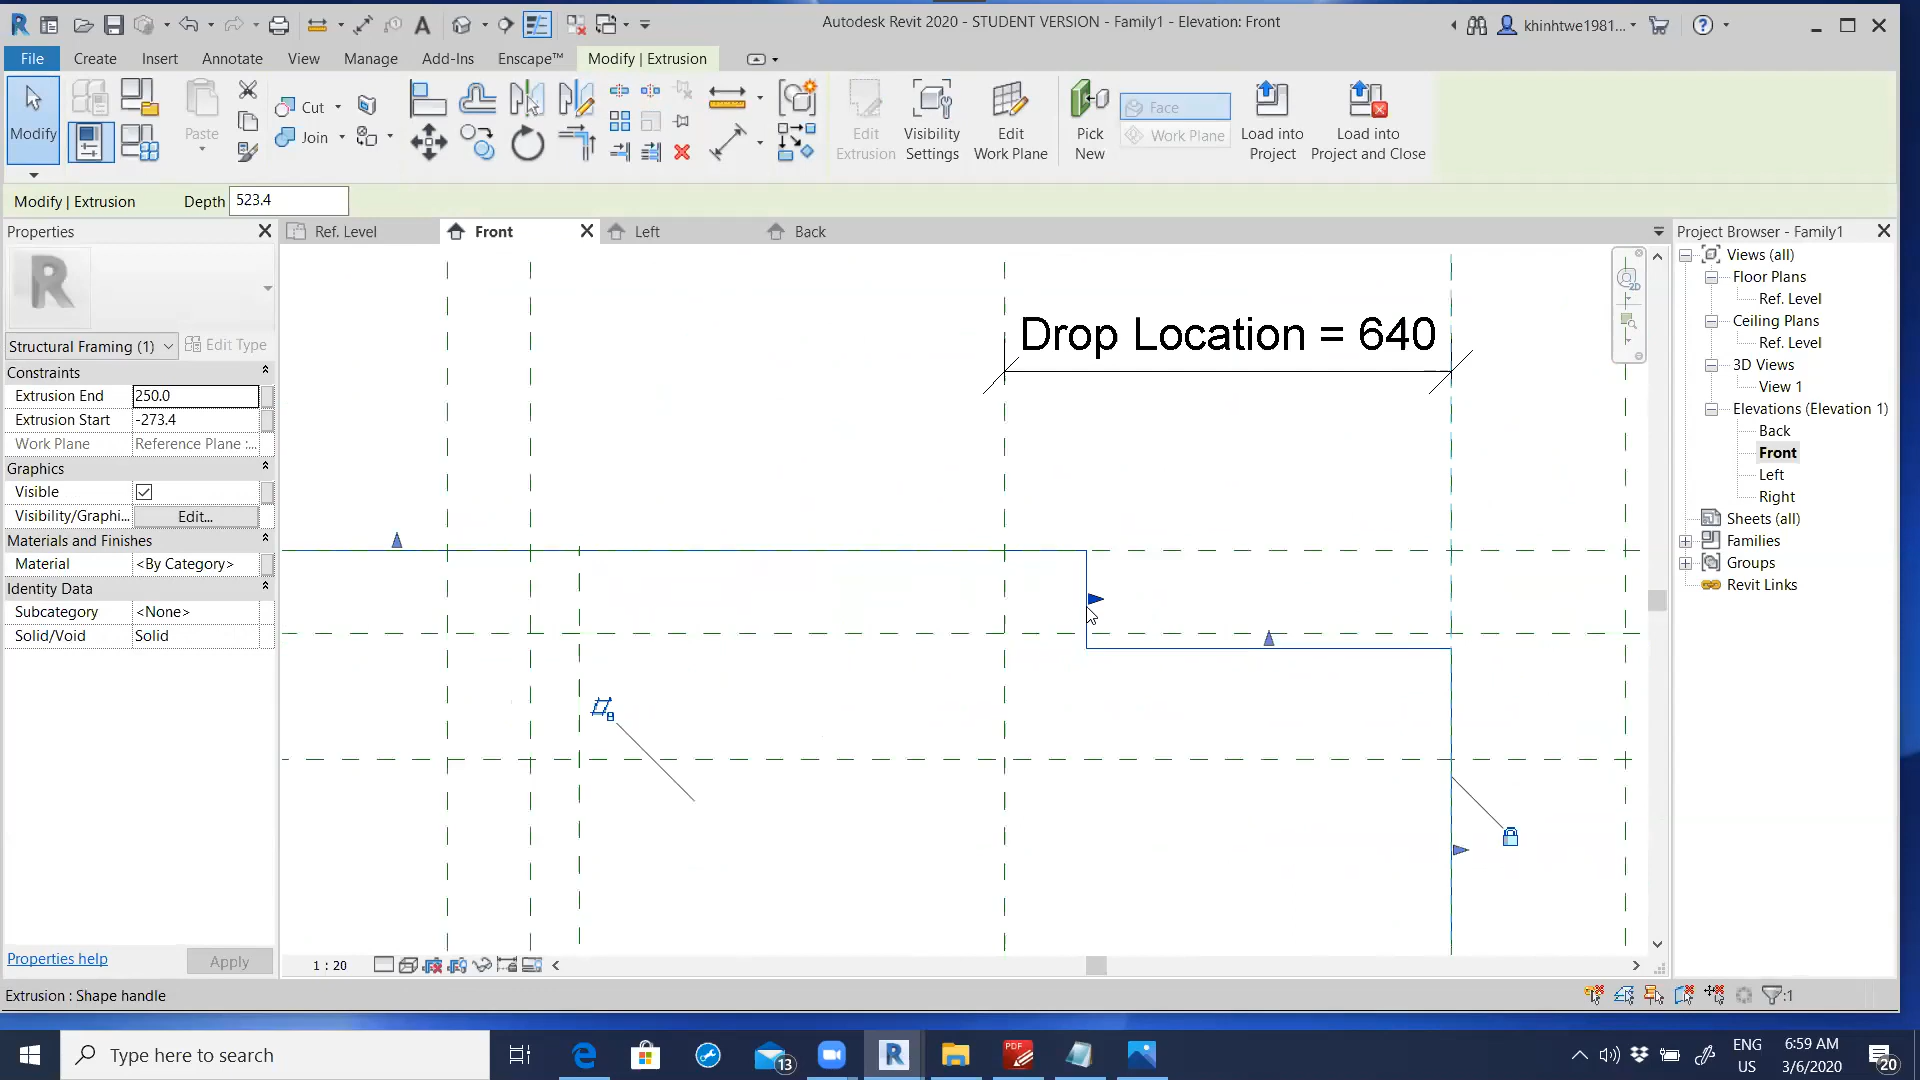 Autodesk Revit 2020 - STUDENT VERSION - Family1 - Elevation: Front
khinhtwe1981...
File Create Insert Annotate View Manage Add-Ins Enscape™ Modify | Extrusion
Modify
Paste
Cut
Join
Edit Extrusion
Visibility Settings
Edit Work Plane
Pick New
Face
Work Plane
Load into Project
Load into Project and Close
Modify | Extrusion Depth 523.4
Properties
Ref. Level Front Left Back
Project Browser - Family1
Structural Framing (1) Edit Type
Constraints
Extrusion End 250.0
Extrusion Start -273.4
Work Plane Reference Plane :...
Graphics
Visible
Visibility/Graphi... Edit...
Materials and Finishes
Material <By Category>
Identity Data
Subcategory <None>
Solid/Void Solid
Properties help Apply
2D
Drop Location = 640
Views (all)
Floor Plans
Ref. Level
Ceiling Plans
Ref. Level
3D Views
View 1
Elevations (Elevation 1)
Back
Front
Left
Right
Sheets (all)
Families
Groups
Revit Links
1 : 20
Extrusion : Shape handle
:1
Type here to search
13
PDF
ENG
US
6:59 AM
3/6/2020
20